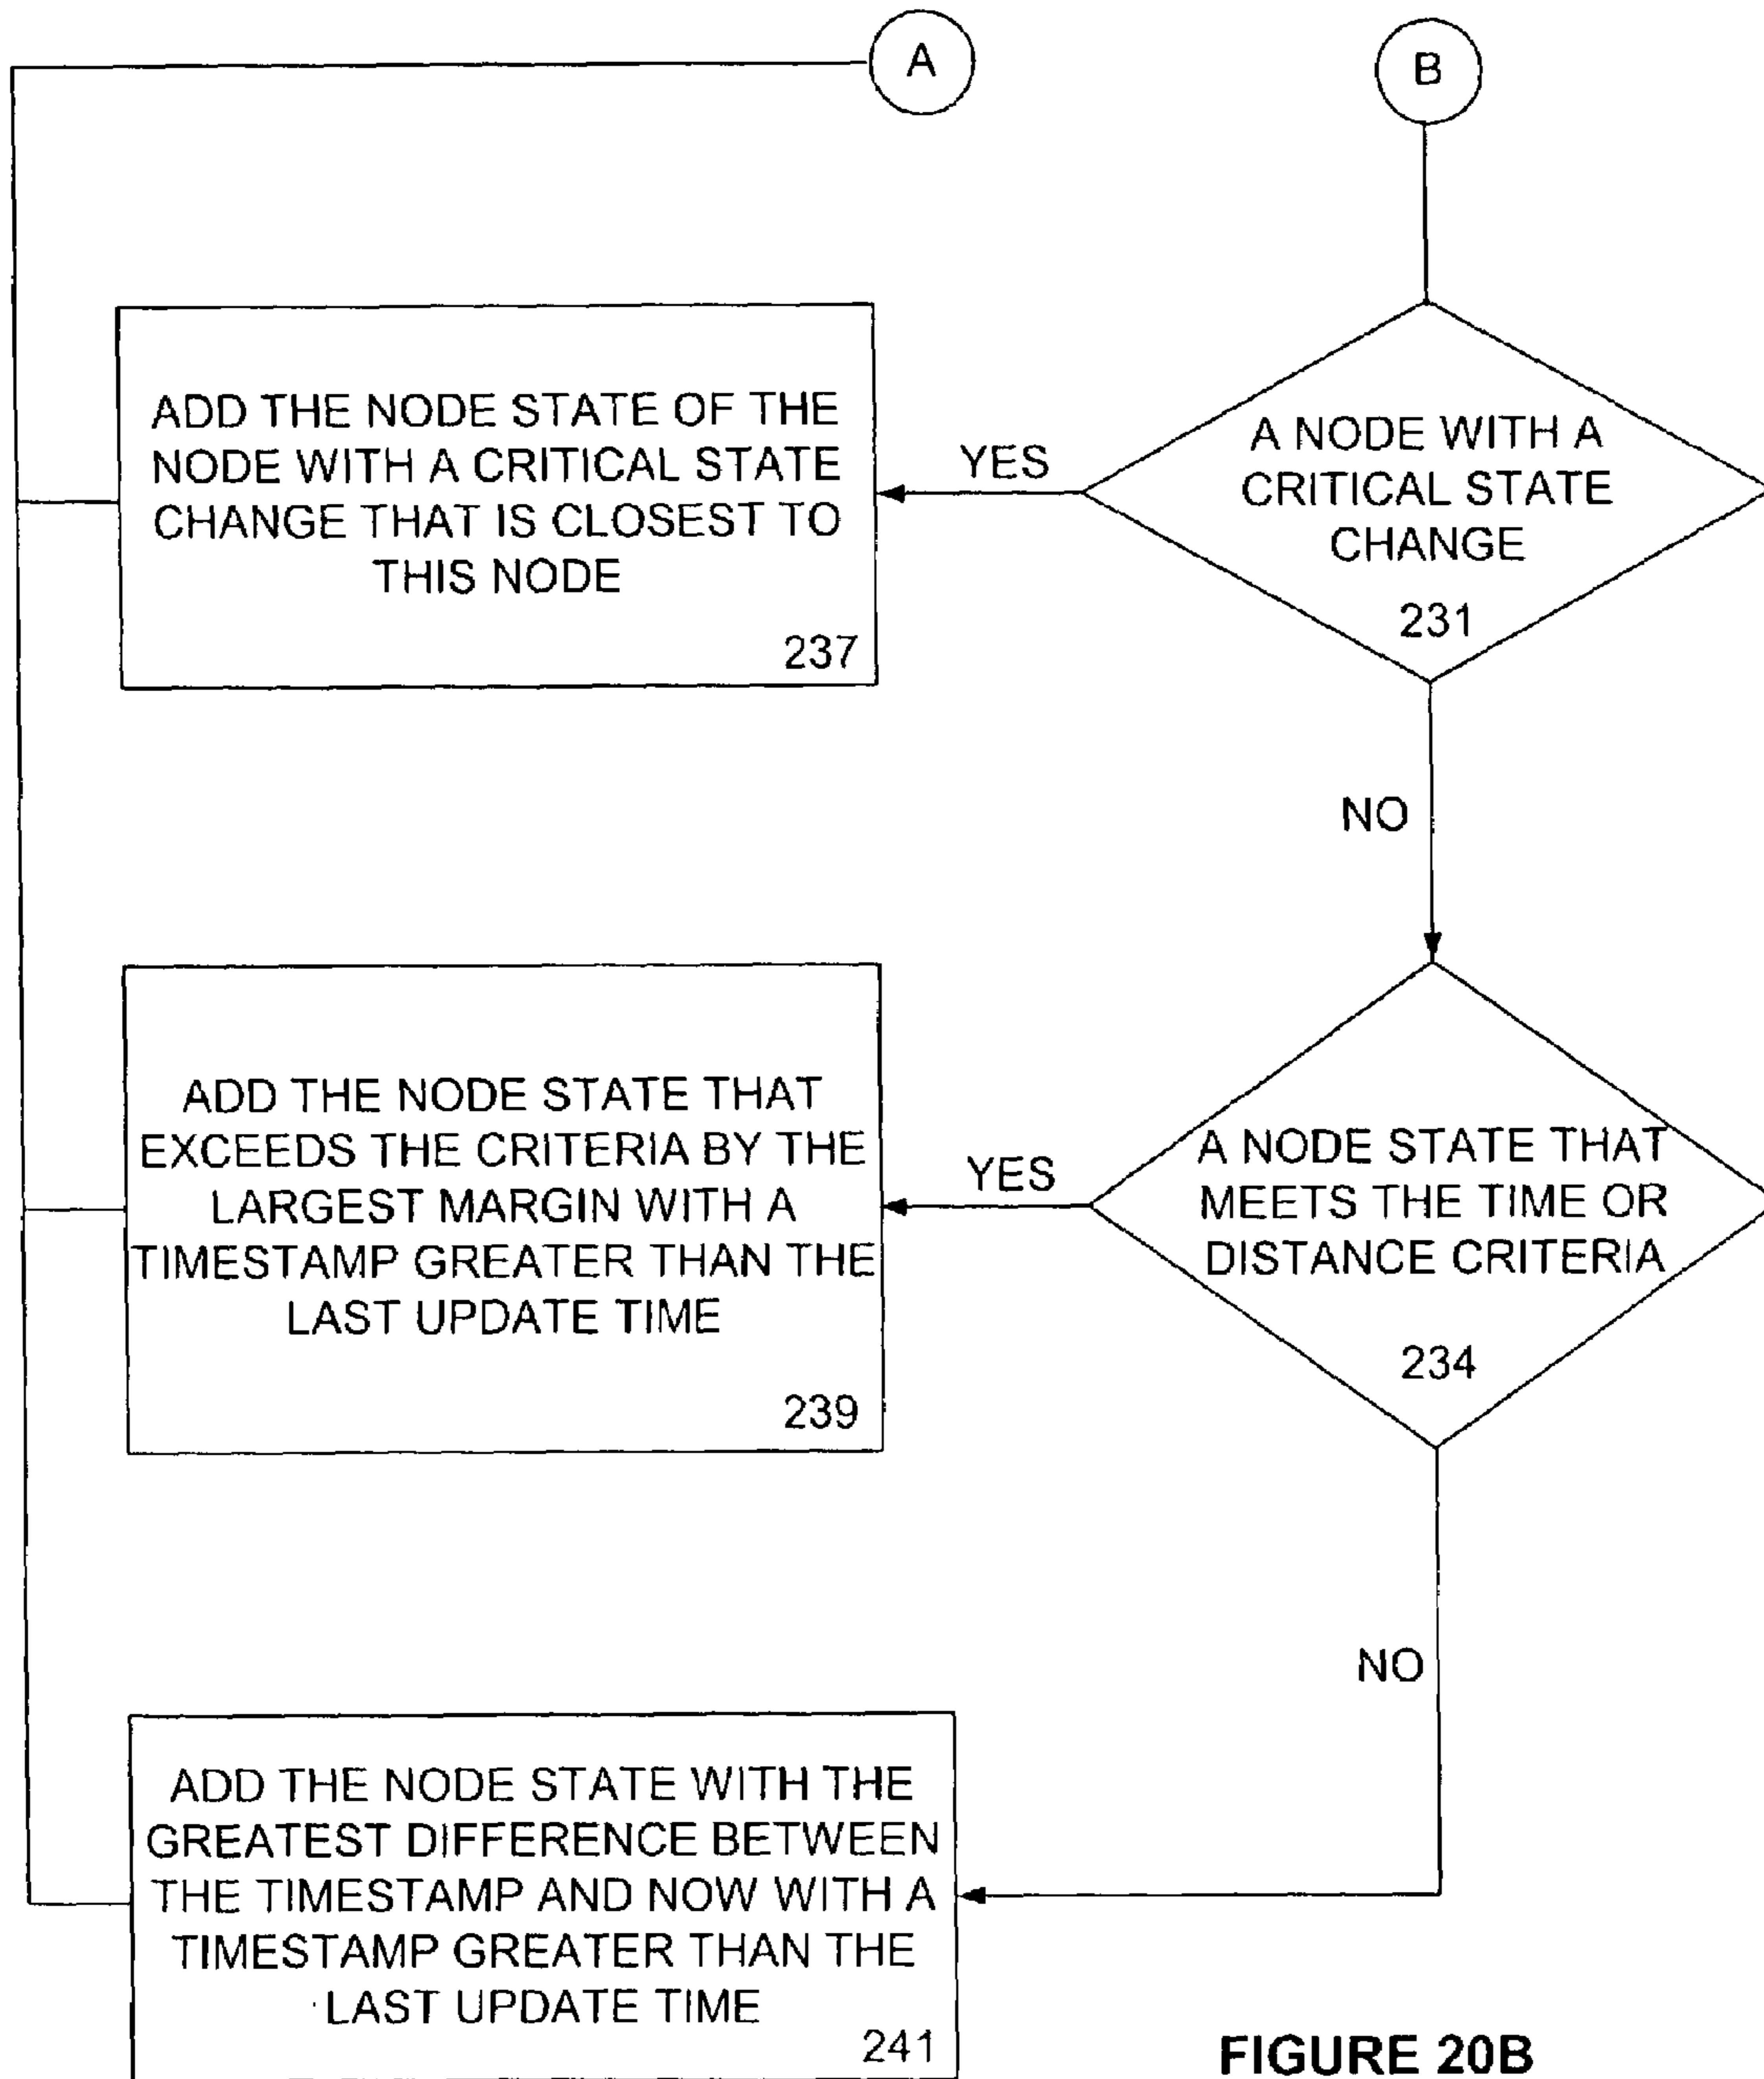 A
B
ADD THE NODE STATE OF THE
NODE WITH A CRITICAL STATE
CHANGE THAT IS CLOSEST TO
THIS NODE
237
YES
A NODE WITH A
CRITICAL STATE
CHANGE
231
NO
ADD THE NODE STATE THAT
EXCEEDS THE CRITERIA BY THE
LARGEST MARGIN WITH A
TIMESTAMP GREATER THAN THE
LAST UPDATE TIME
239
YES
A NODE STATE THAT
MEETS THE TIME OR
DISTANCE CRITERIA
234
NO
ADD THE NODE STATE WITH THE
GREATEST DIFFERENCE BETWEEN
THE TIMESTAMP AND NOW WITH A
TIMESTAMP GREATER THAN THE
LAST UPDATE TIME
241
FIGURE 20B